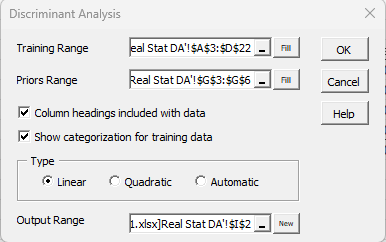 Discriminant Analysis
Training Range eal Stat DA'!$A$3:$D$22 _ Fill OK
Priors Range Real Stat DA'!$G$3:$G$6 _ Fill Cancel
Column headings included with data Help
Show categorization for training data
Type
Linear Quadratic Automatic
Output Range 1.xlsx]Real Stat DA'!$I$2 _ New